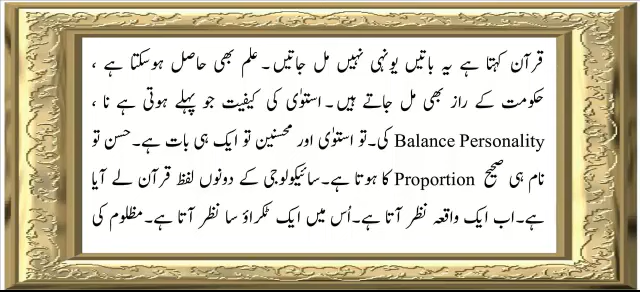 قرآن کہتا ہے یہ باتیں یونہی نہیں مل جاتیں۔ علم بھی حاصل ہوسکتا ہے ،
حکومت کے راز بھی مل جاتے ہیں۔ استوٰی کی کیفیت جو پہلے ہوتی ہے نا ،
Balance Personality کی۔تو استوٰی اور محسنین تو ایک ہی بات ہے۔حسن تو
نام ہی صحیح Proportion کا ہوتا ہے۔سائیکولوجی کے دونوں لفظ قرآن لے آیا
ہے۔اب ایک واقعہ نظر آتا ہے۔اُس میں ایک ٹکراؤ سا نظر آتا ہے۔مظلوم کی